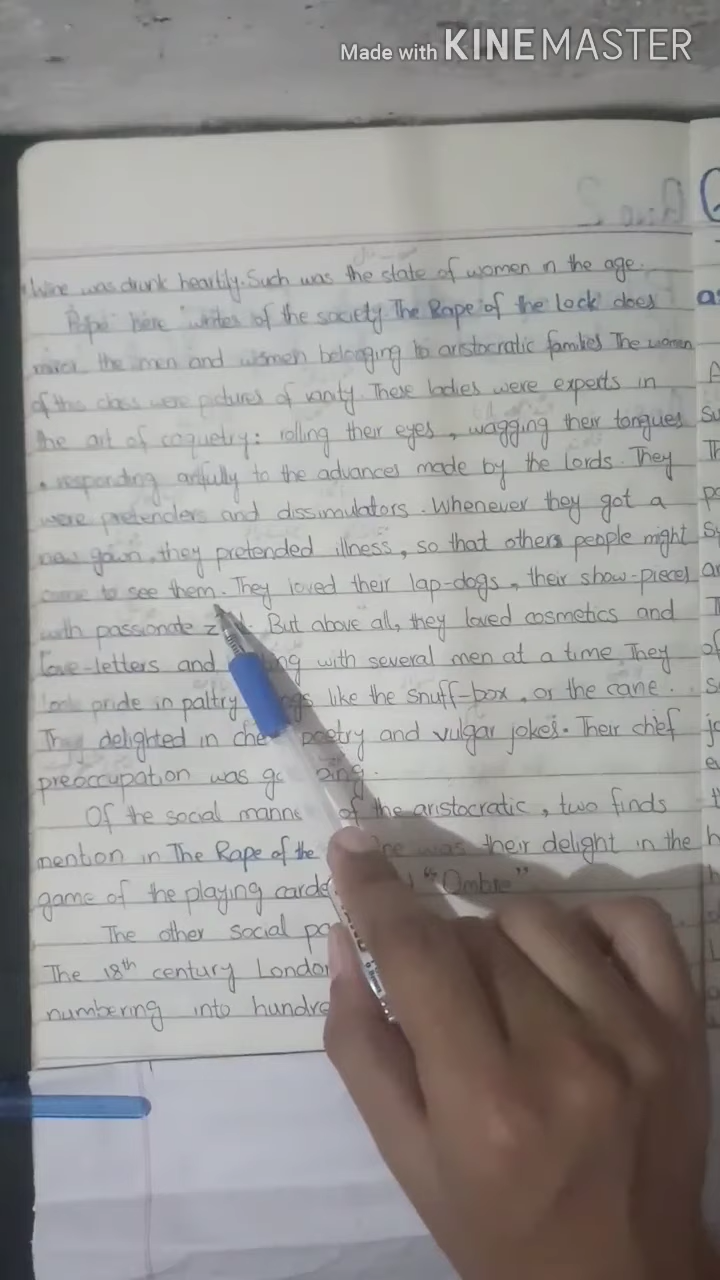 Made with KINEMASTER
Wine was drunk heartily. Such was the state of women in the age.
Pope here writes of the society. The Rape of the lock does
mirror the men and women belonging to aristocratic families The women
of this class were pictures of vanity. These ladies were experts in
the art of coquetry: rolling their eyes, wagging their tongues
responding artfully to the advances made by the lords. They
were pretenders and dissimulators. Whenever they got a
new gown, they pretended illness, so that others people might
come to see them. They loved their lap-dogs, their show-pieces
with passionate But above all, they loved cosmetics and
love-letters and with several men at a time They
took pride in paltry like the snuff-box, or the cane.
They delighted in poetry and vulgar jokes. Their chief
preoccupation was
Of the social of the aristocratic, two finds
mention in The Rape of the was their delight in the
game of the playing "Ombre"
The other social
The 18th century
numbering into